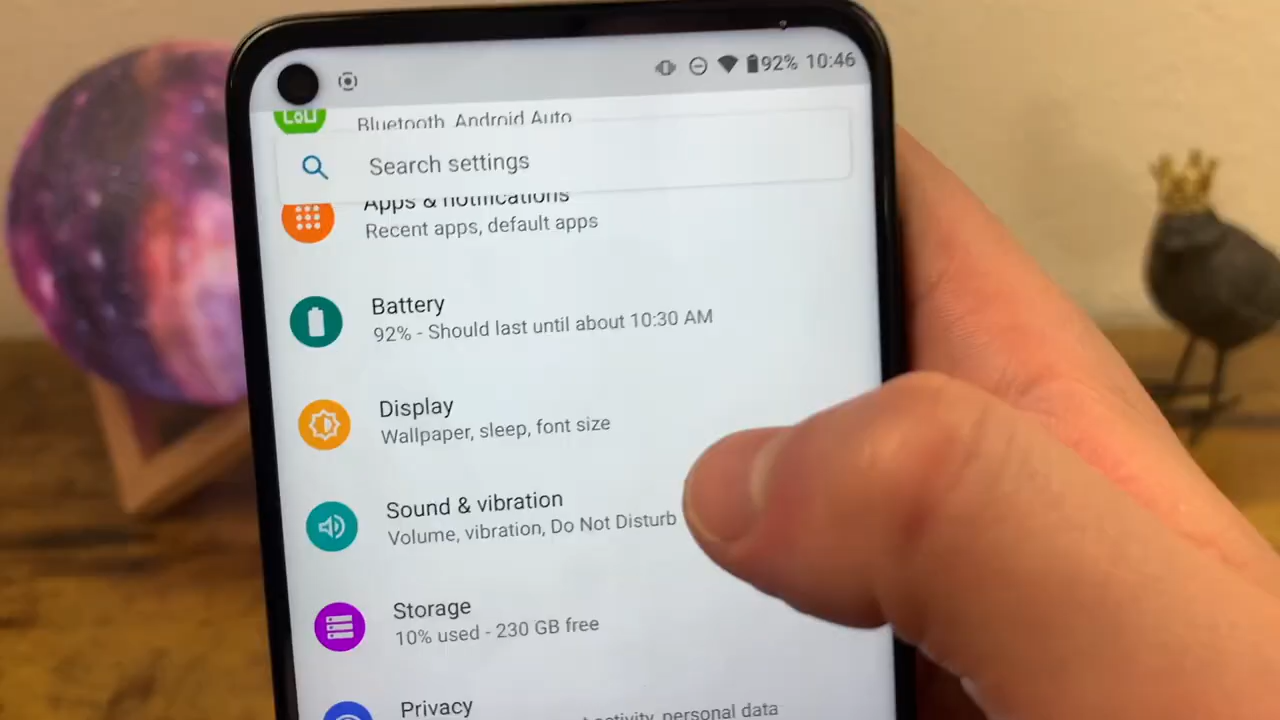 92% 10:46
Bluetooth, Android Auto
Search settings
Apps & notifications
Recent apps, default apps
Battery
92% - Should last until about 10:30 AM
Display
Wallpaper, sleep, font size
Sound & vibration
Volume, vibration, Do Not Disturb
Storage
10% used - 230 GB free
Privacy
activity, personal data